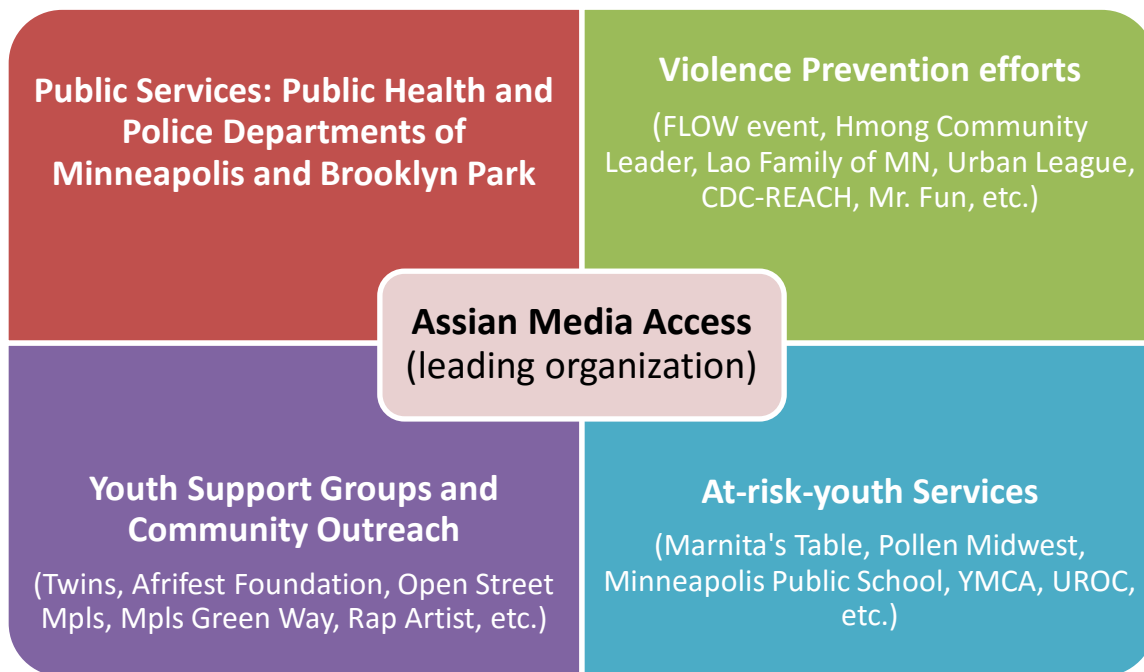 Public Services: Public Health and
Police Departments of
Minneapolis and Brooklyn Park
Violence Prevention efforts
(FLOW event, Hmong Community
Leader, Lao Family of MN, Urban League,
CDC-REACH, Mr. Fun, etc.)
Assian Media Access
(leading organization)
Youth Support Groups and
Community Outreach
(Twins, Afrifest Foundation, Open Street
Mpls, Mpls Green Way, Rap Artist, etc.)
At-risk-youth Services
(Marnita's Table, Pollen Midwest,
Minneapolis Public School, YMCA, UROC,
etc.)